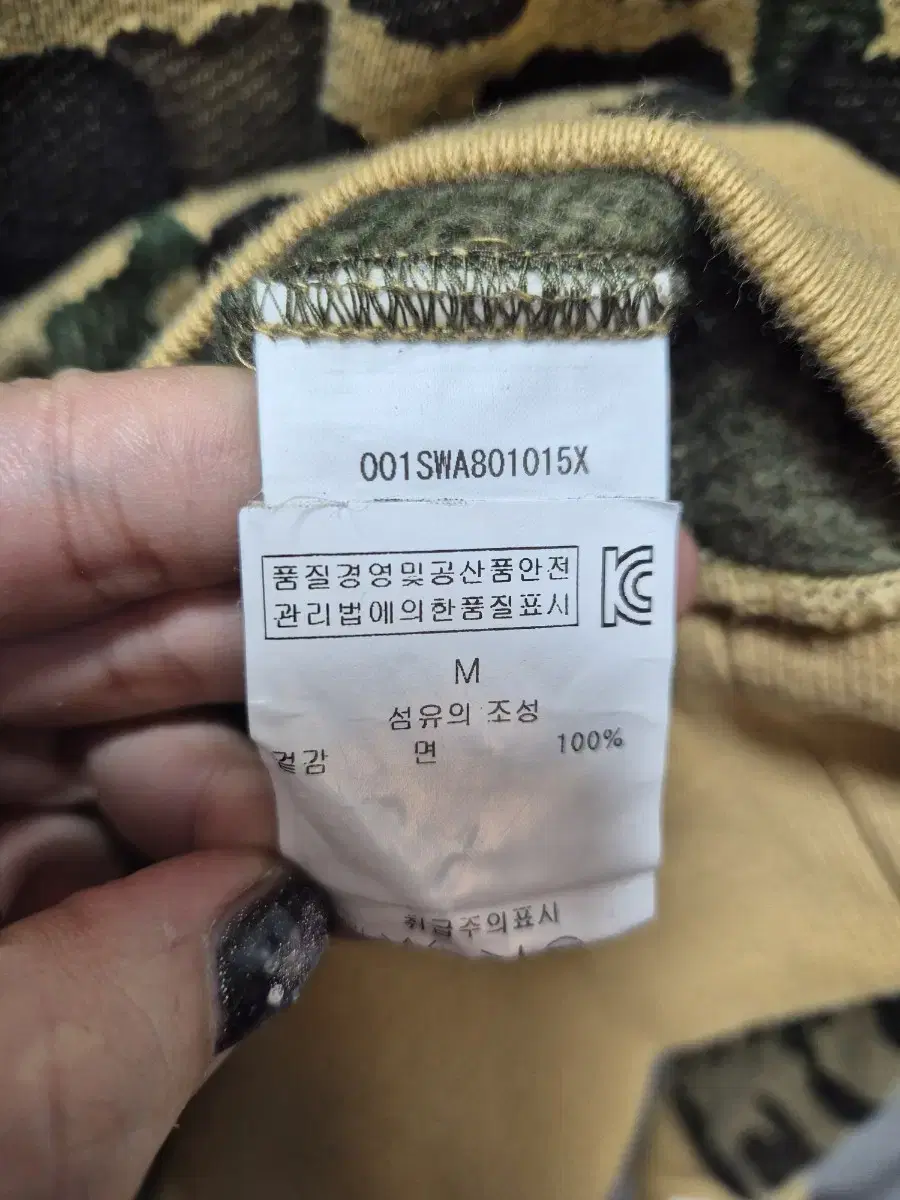 001SWA801015X
품질경영및공산품안전
관리법에의한품질표시
KC
M
섬유의 조성
겉감 면 100%
취급주의표시